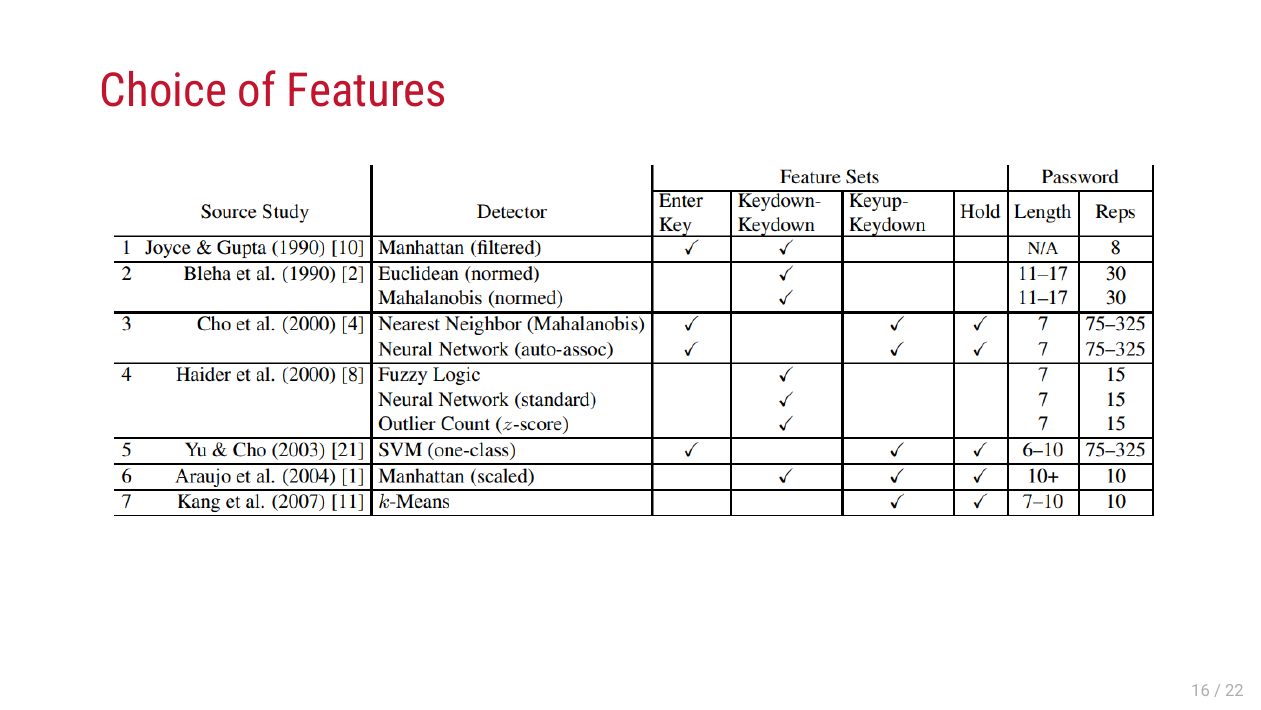 Choice of Features
Feature Sets Password
Source Study Detector Enter Key Keydown-Keydown Keyup-Keydown Hold Length Reps
1 Joyce & Gupta (1990) [10] Manhattan (filtered) ✓ ✓ N/A 8
2 Bleha et al. (1990) [2] Euclidean (normed) ✓ 11–17 30
Mahalanobis (normed) ✓ 11–17 30
3 Cho et al. (2000) [4] Nearest Neighbor (Mahalanobis) ✓ ✓ ✓ 7 75–325
Neural Network (auto-assoc) ✓ ✓ ✓ 7 75–325
4 Haider et al. (2000) [8] Fuzzy Logic ✓ 7 15
Neural Network (standard) ✓ 7 15
Outlier Count (z-score) ✓ 7 15
5 Yu & Cho (2003) [21] SVM (one-class) ✓ ✓ ✓ 6–10 75–325
6 Araujo et al. (2004) [1] Manhattan (scaled) ✓ ✓ ✓ 10+ 10
7 Kang et al. (2007) [11] k-Means ✓ ✓ 7–10 10
16 / 22